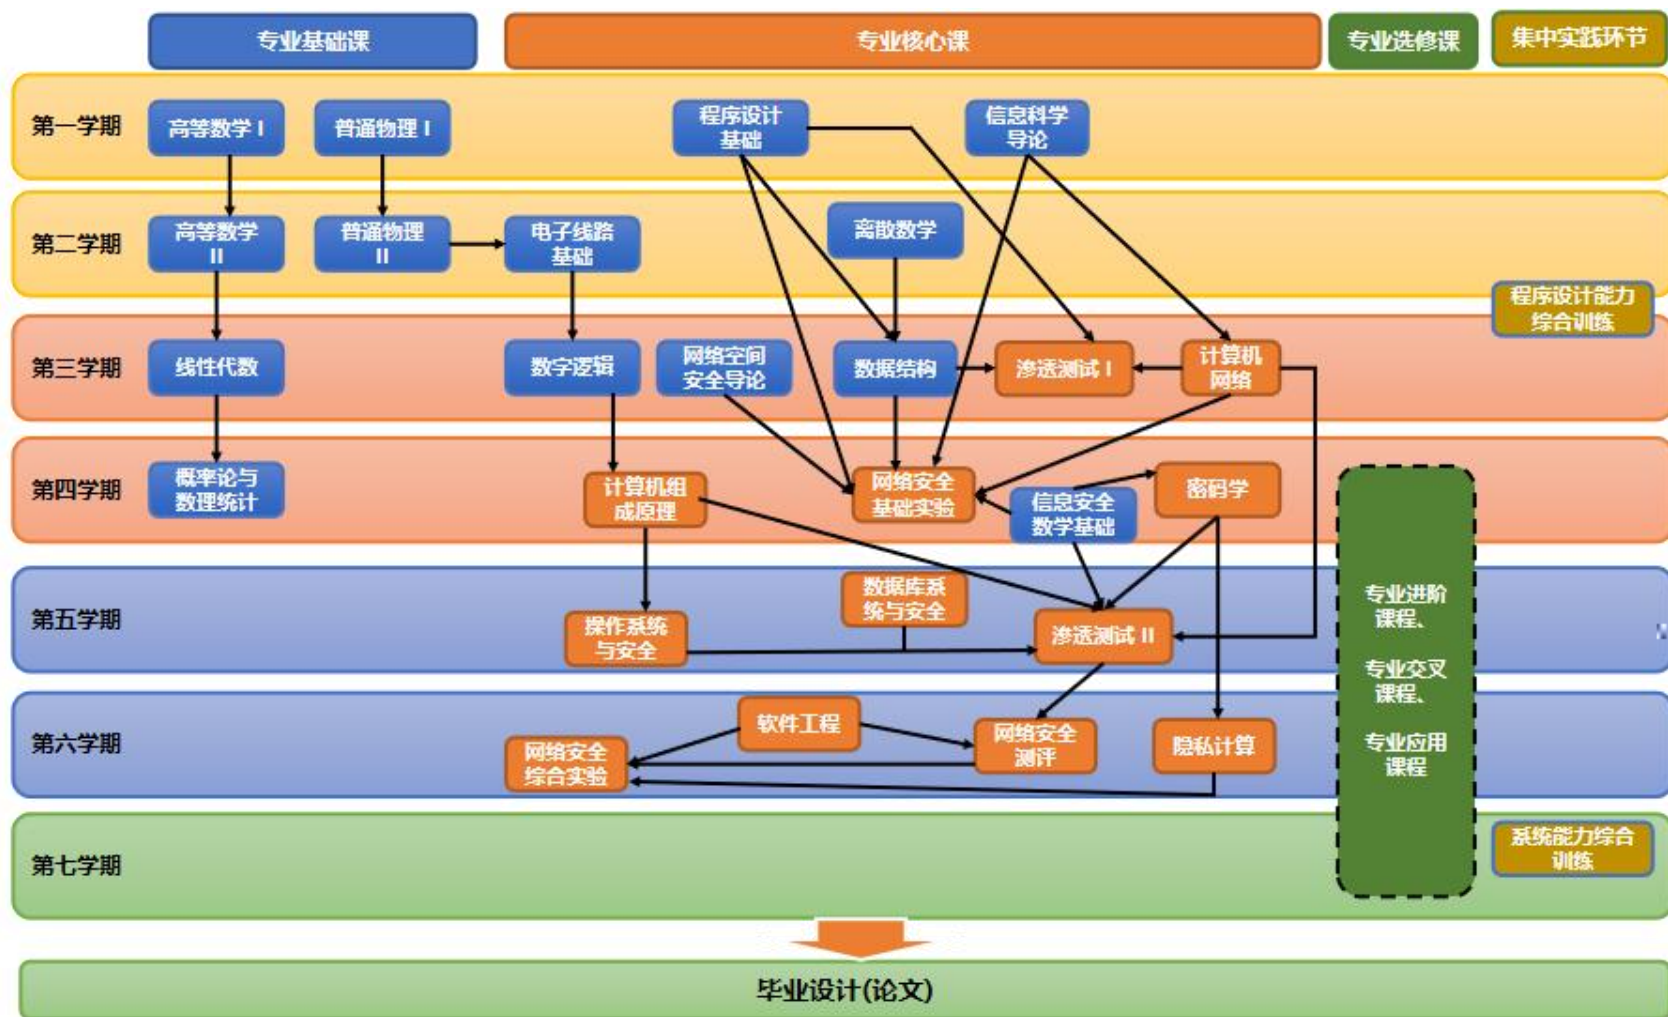 专业基础课
专业核心课
专业选修课
集中实践环节
第一学期
高等数学 I
普通物理 I
程序设计
基础
信息科学
导论
第二学期
高等数学
II
普通物理
II
电子线路
基础
离散数学
程序设计能力
综合训练
第三学期
线性代数
数字逻辑
网络空间
安全导论
数据结构
渗透测试 I
计算机
网络
第四学期
概率论与
数理统计
计算机组
成原理
网络安全
基础实验
信息安全
数学基础
密码学
第五学期
操作系统
与安全
数据库系
统与安全
渗透测试 II
专业进阶
课程、
专业交叉
课程、
专业应用
课程
第六学期
网络安全
综合实验
软件工程
网络安全
测评
隐私计算
第七学期
系统能力综合
训练
毕业设计(论文)